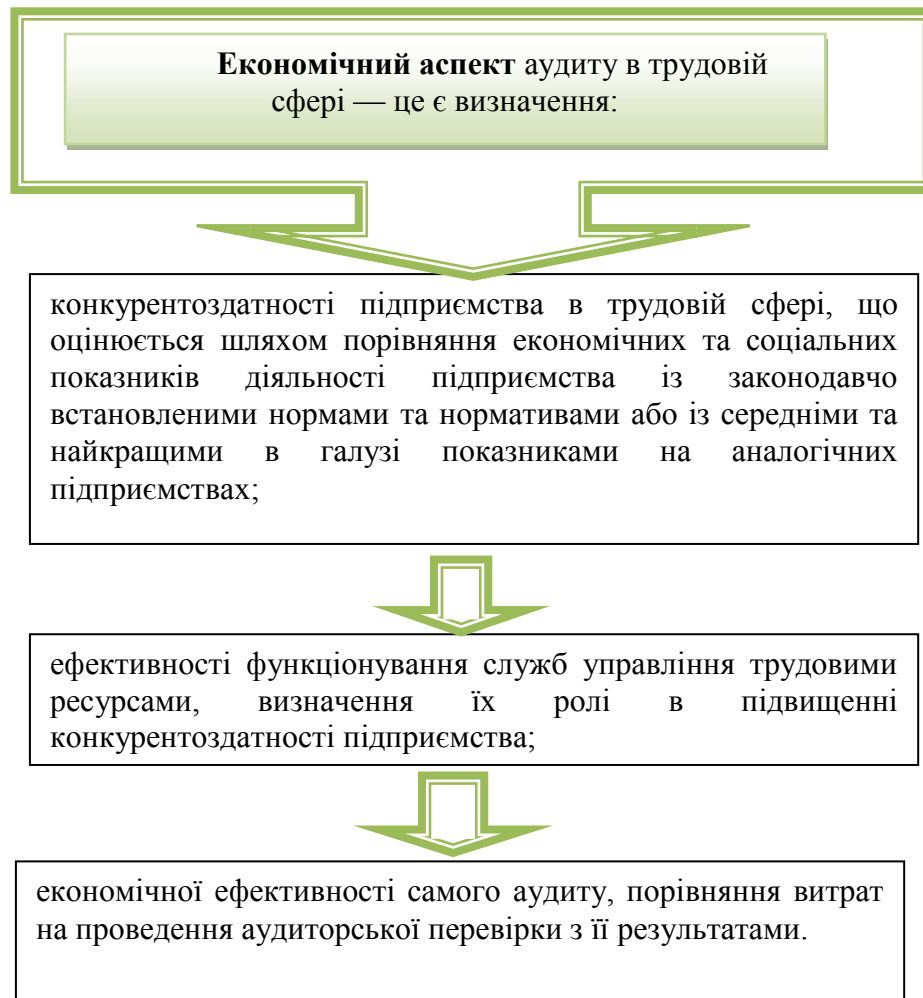 Економічний аспект аудиту в трудовій
сфері — це є визначення:
конкурентоздатності підприємства в трудовій сфері, що
оцінюється шляхом порівняння економічних та соціальних
показників діяльності підприємства із законодавчо
встановленими нормами та нормативами або із середніми та
найкращими в галузі показниками на аналогічних
підприємствах;
ефективності функціонування служб управління трудовими
ресурсами, визначення їх ролі в підвищенні
конкурентоздатності підприємства;
економічної ефективності самого аудиту, порівняння витрат
на проведення аудиторської перевірки з її результатами.